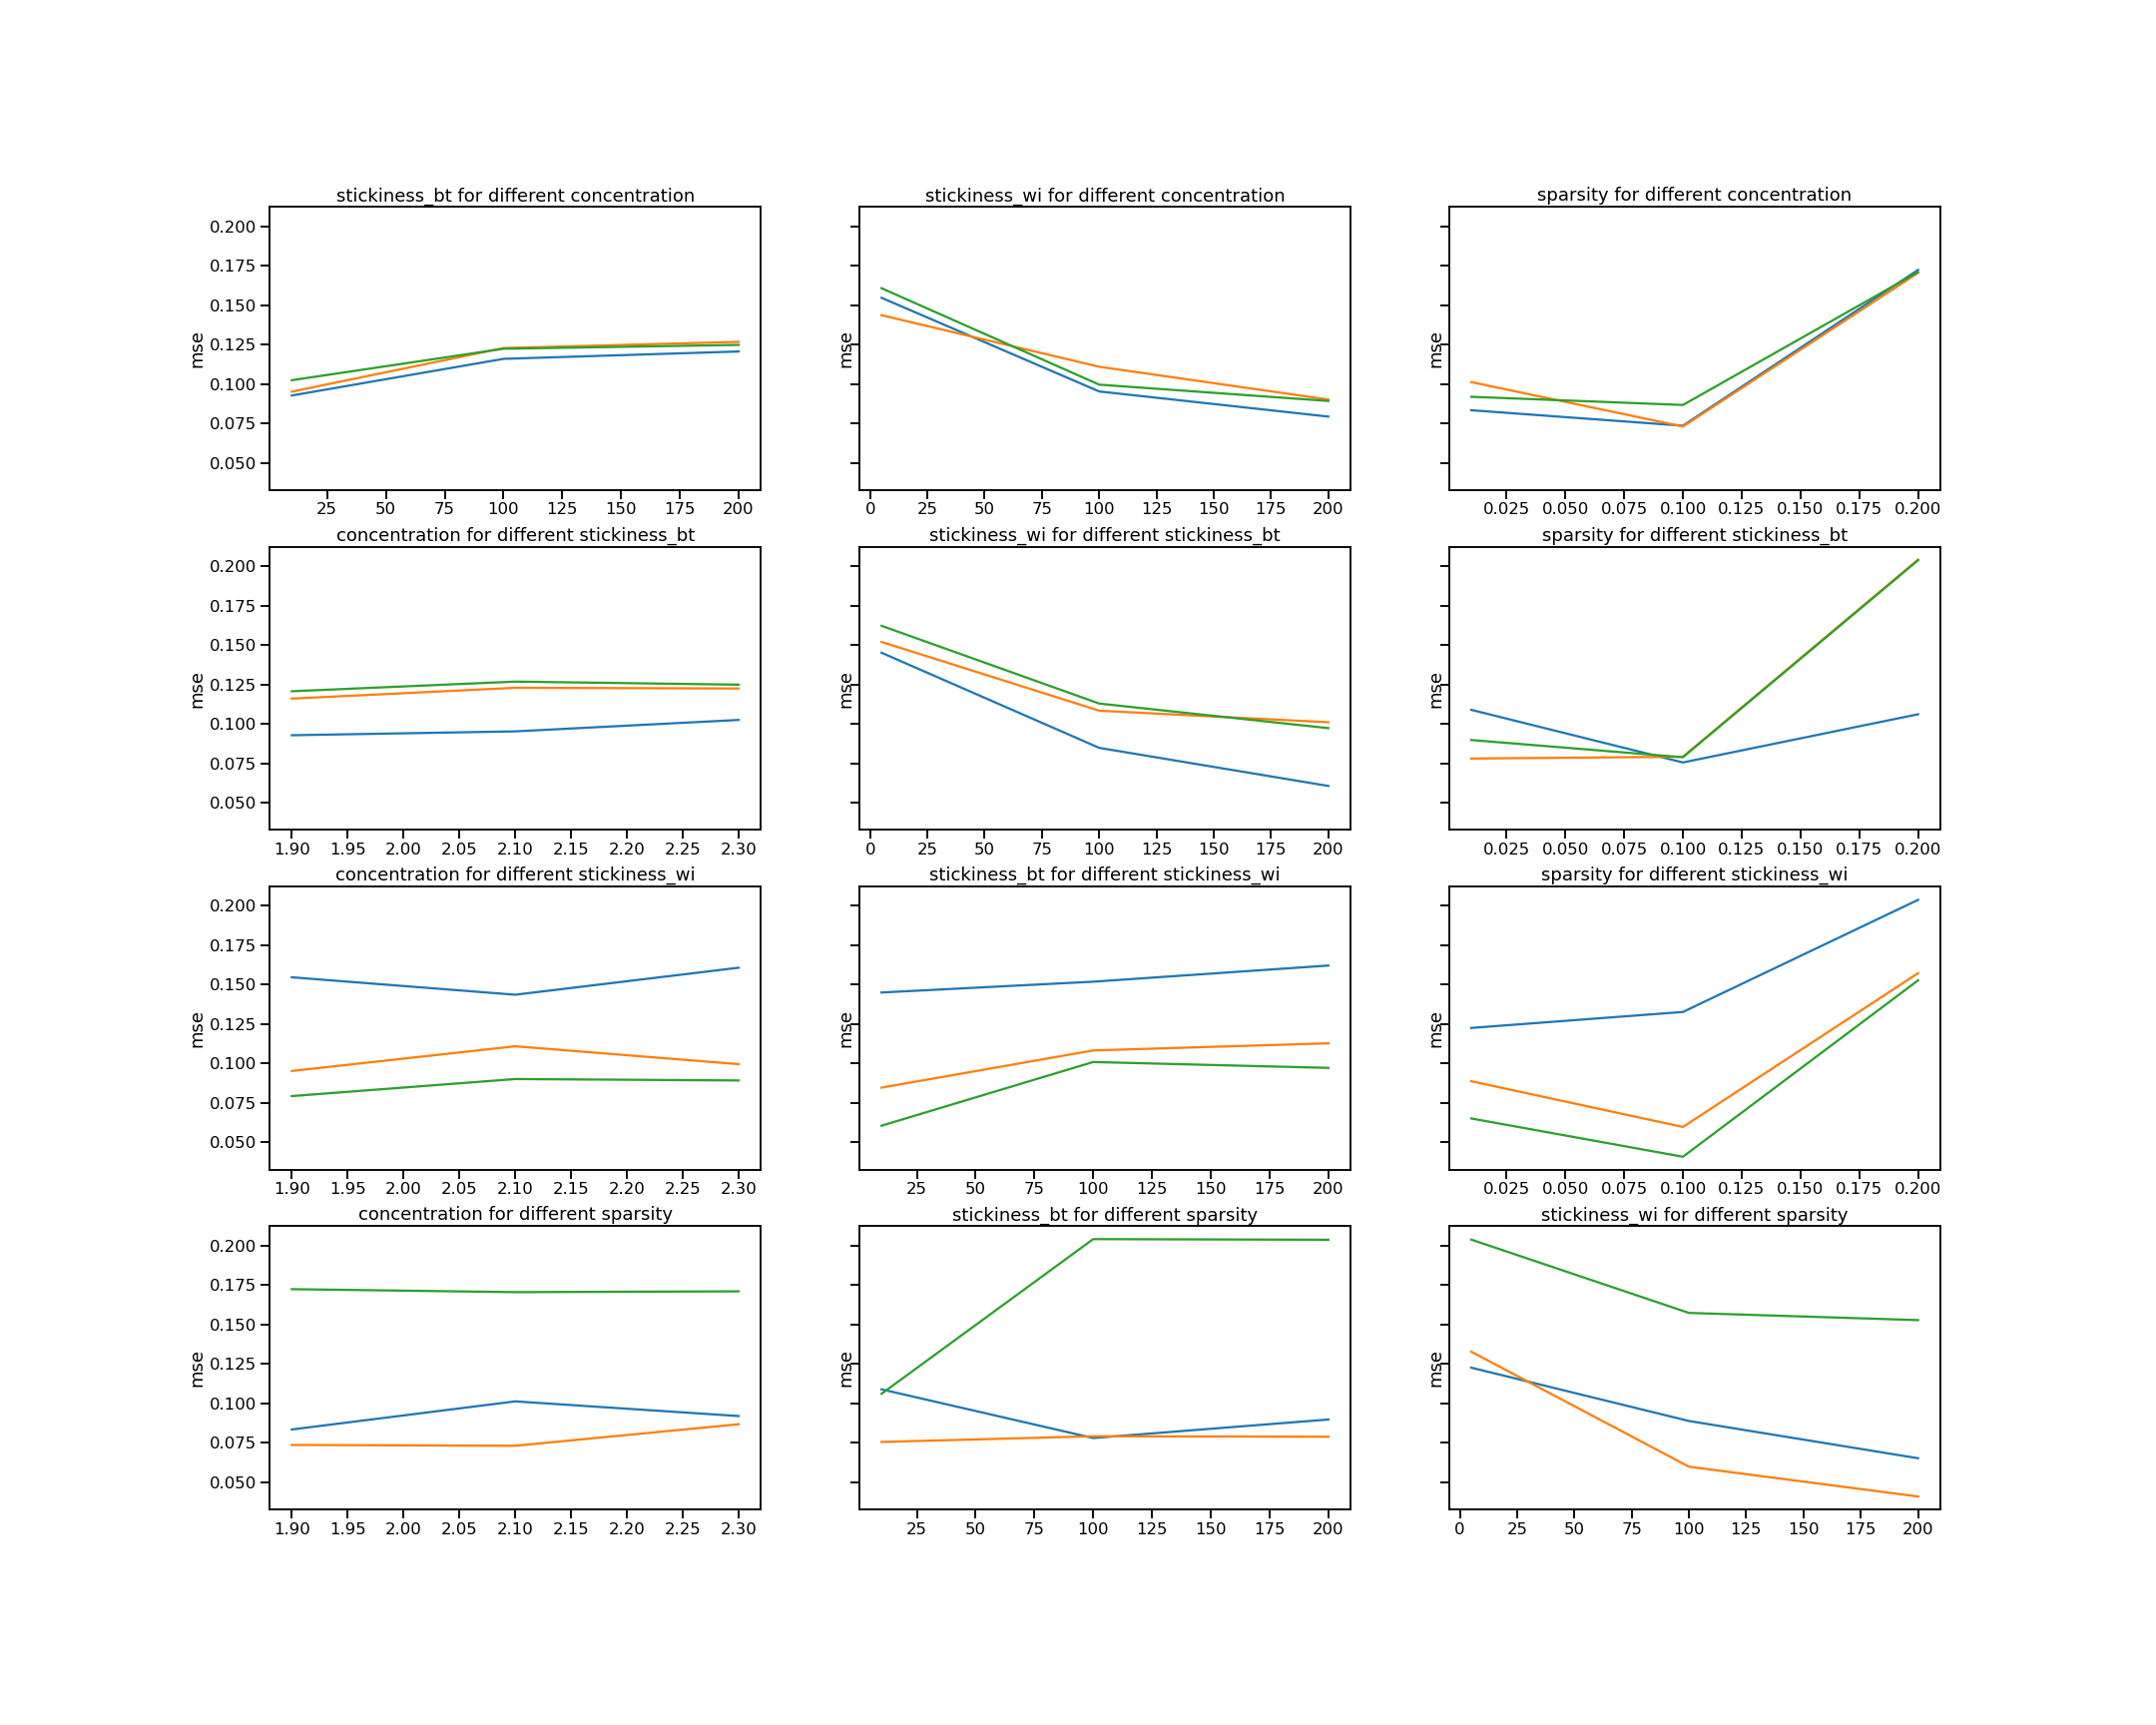 stickiness_bt for different concentration
stickiness_wi for different concentration
sparsity for different concentration
0.200
0.175
0.150
0.125
0.100
0.075
0.050
mse
mse
mse
25 50 75 100 125 150 175 200
0 25 50 75 100 125 150 175 200
0.025 0.050 0.075 0.100 0.125 0.150 0.175 0.200
concentration for different stickiness_bt
stickiness_wi for different stickiness_bt
sparsity for different stickiness_bt
0.200
0.175
0.150
0.125
0.100
0.075
0.050
mse
mse
mse
1.90 1.95 2.00 2.05 2.10 2.15 2.20 2.25 2.30
0 25 50 75 100 125 150 175 200
0.025 0.050 0.075 0.100 0.125 0.150 0.175 0.200
concentration for different stickiness_wi
stickiness_bt for different stickiness_wi
sparsity for different stickiness_wi
0.200
0.175
0.150
0.125
0.100
0.075
0.050
mse
mse
mse
1.90 1.95 2.00 2.05 2.10 2.15 2.20 2.25 2.30
25 50 75 100 125 150 175 200
0.025 0.050 0.075 0.100 0.125 0.150 0.175 0.200
concentration for different sparsity
stickiness_bt for different sparsity
stickiness_wi for different sparsity
0.200
0.175
0.150
0.125
0.100
0.075
0.050
mse
mse
mse
1.90 1.95 2.00 2.05 2.10 2.15 2.20 2.25 2.30
25 50 75 100 125 150 175 200
0 25 50 75 100 125 150 175 200